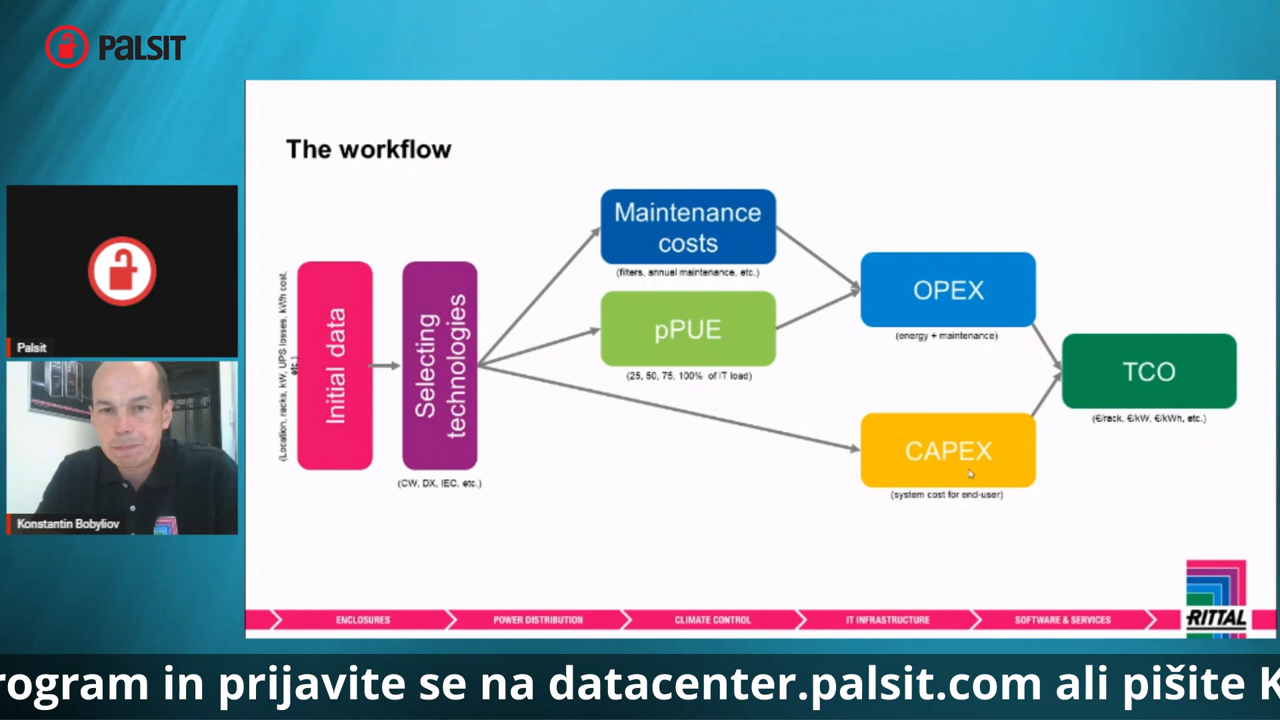 PALSIT
The workflow
Maintenance
costs
(filters, annual maintenance, etc.)
OPEX
(energy + maintenance)
pPUE
(25, 50, 75, 100% of IT load)
(Location, racks, kW, UPS losses, kWh cost,
etc.)
Initial data
Selecting
technologies
(CW, DX, IEC, etc.)
TCO
(€/rack, €/kW, €/kWh, etc.)
CAPEX
(system cost for end-user)
Palsit
Konstantin Bobyliov
ENCLOSURES
POWER DISTRIBUTION
CLIMATE CONTROL
IT INFRASTRUCTURE
SOFTWARE & SERVICES
RITTAL
rogram in prijavite se na datacenter.palsit.com ali pišite K